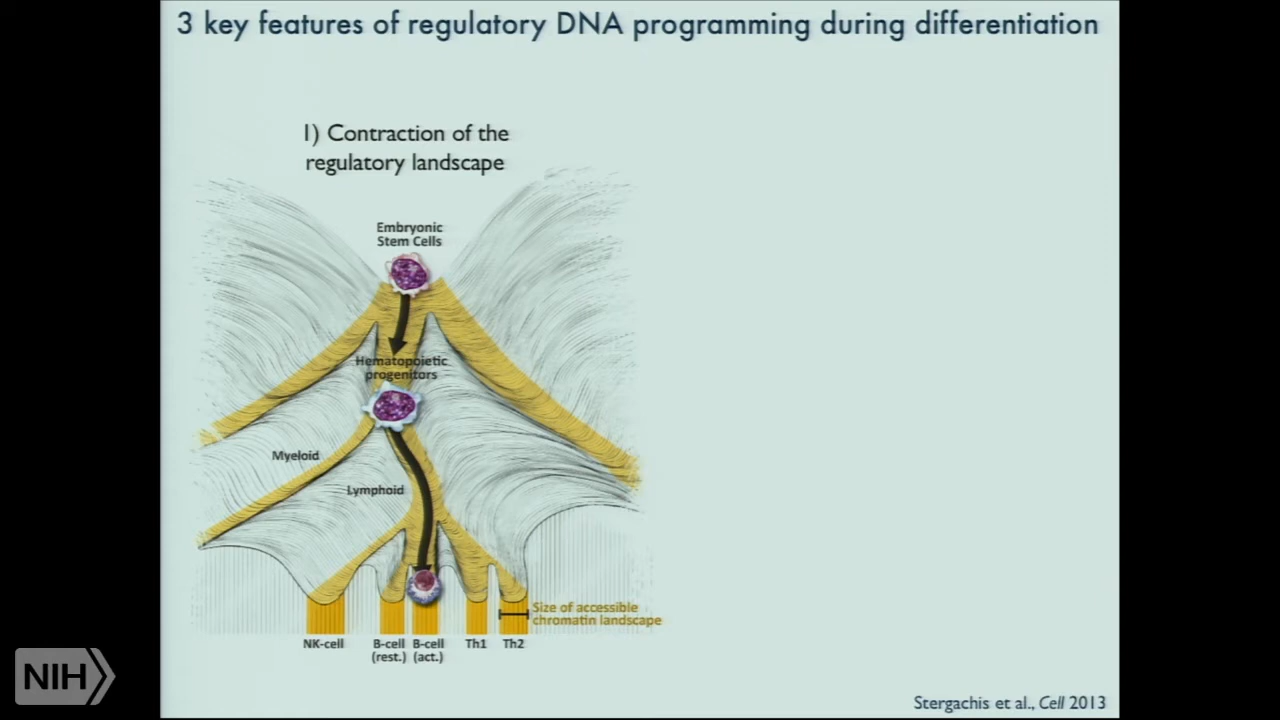 3 key features of regulatory DNA programming during differentiation
1) Contraction of the
regulatory landscape
Embryonic
Stem Cells
Hematopoietic
progenitors
Myeloid
Lymphoid
Size of accessible
chromatin landscape
NK-cell
B-cell
(rest.)
B-cell
(act.)
Th1
Th2
Stergachis et al., Cell 2013
NIH